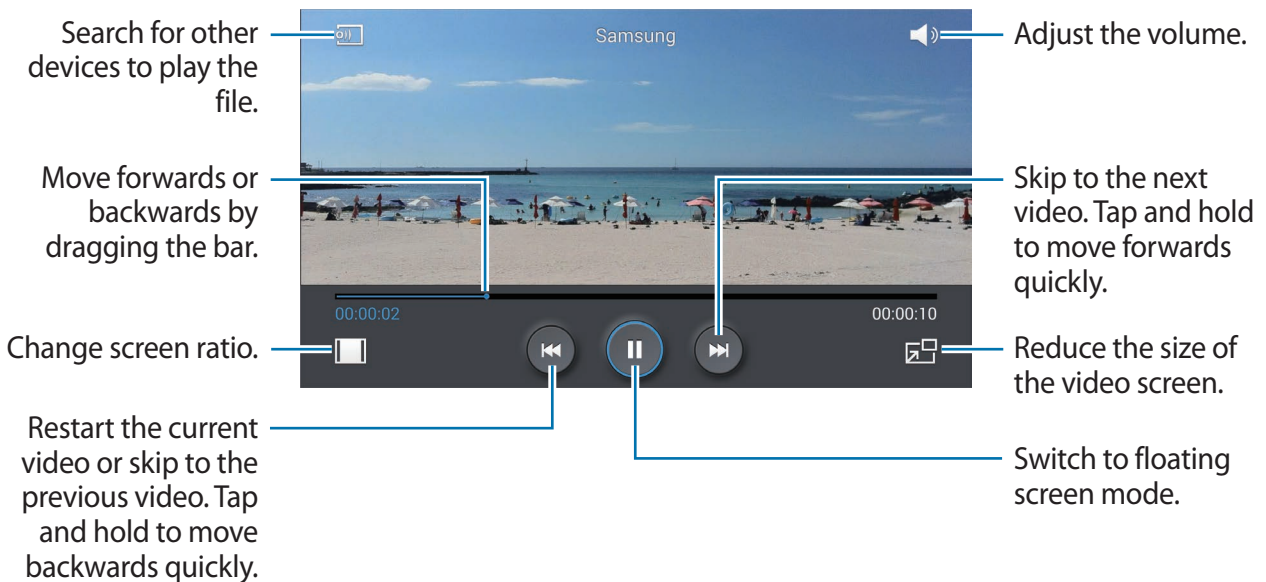 Search for other
devices to play the
file.
Samsung
Adjust the volume.
Move forwards or
backwards by
dragging the bar.
Skip to the next
video. Tap and hold
to move forwards
quickly.
00:00:02
00:00:10
Change screen ratio.
Reduce the size of
the video screen.
Restart the current
video or skip to the
previous video. Tap
and hold to move
backwards quickly.
Switch to floating
screen mode.